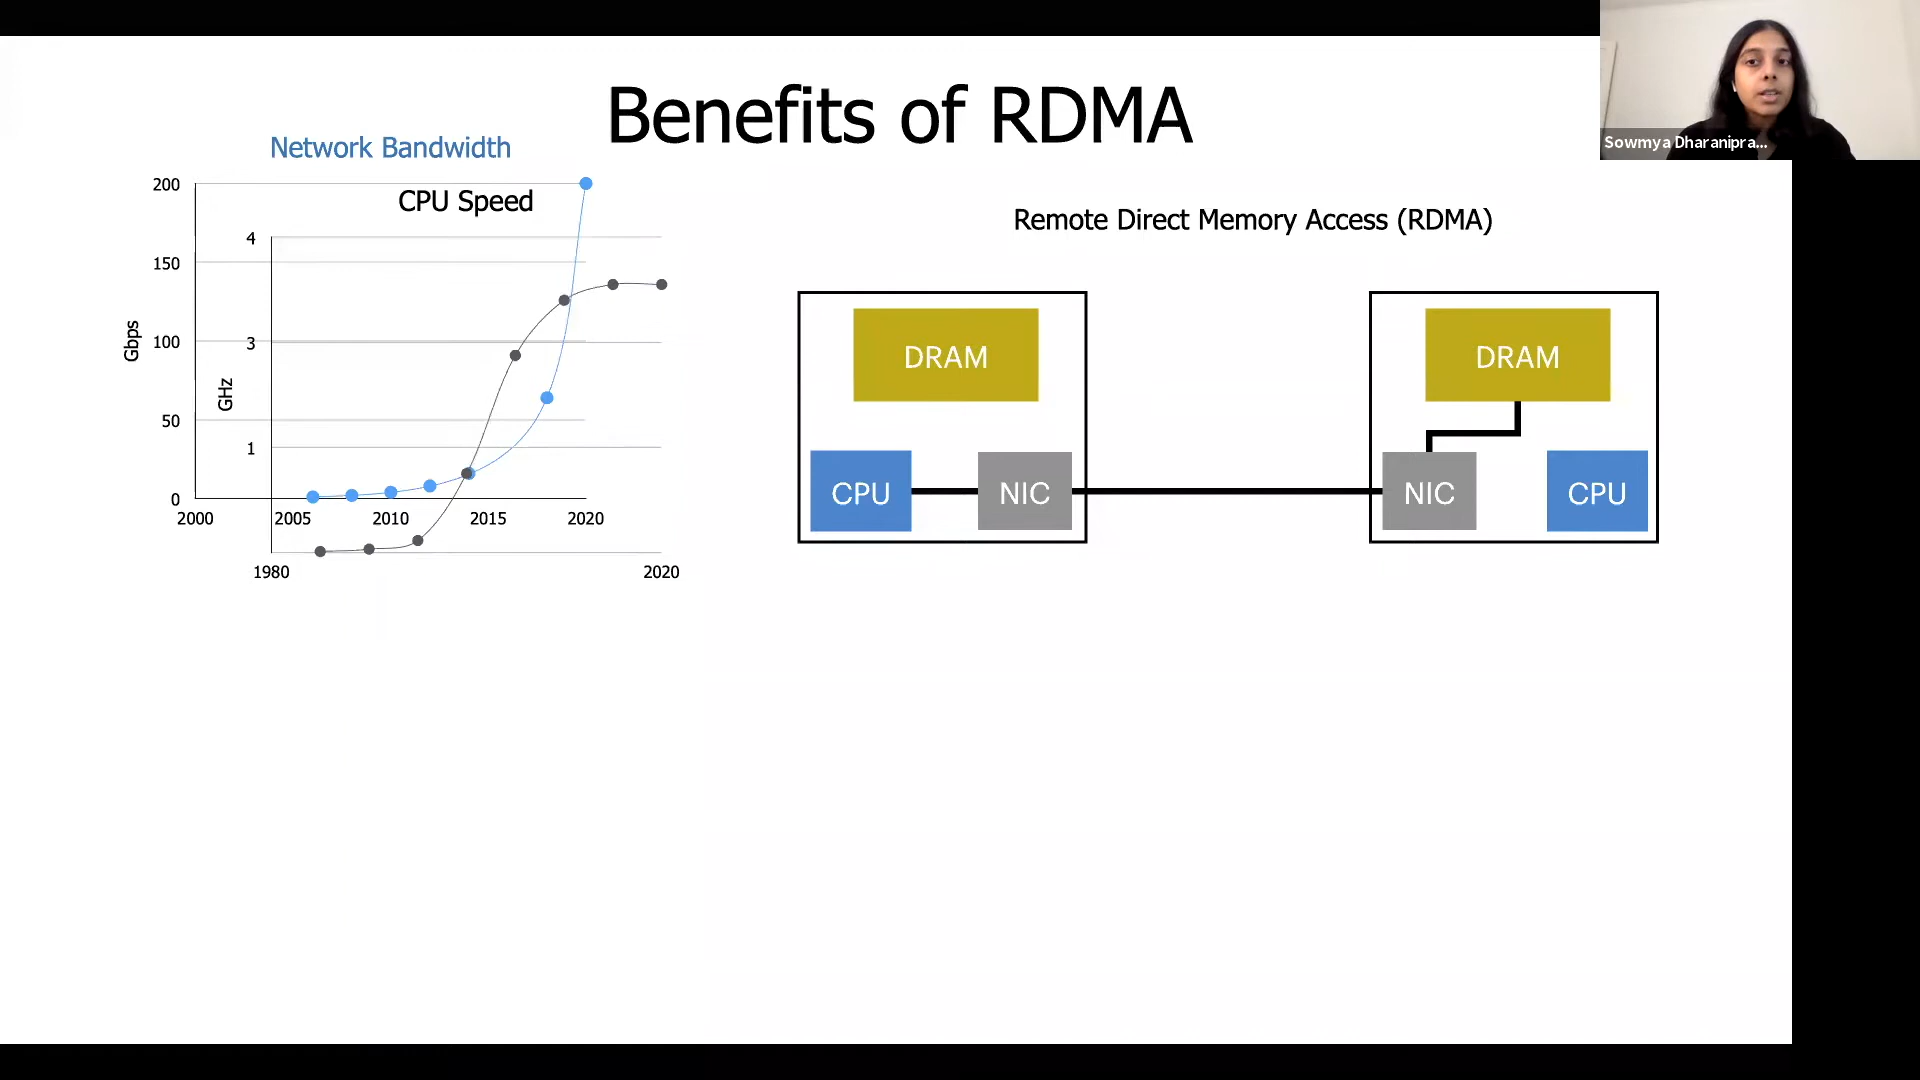 Benefits of RDMA
Sowmya Dharanipra...
Network Bandwidth
CPU Speed
200
150
100
50
0
Gbps
4
3
1
GHz
2000
2005
2010
2015
2020
1980
2020
Remote Direct Memory Access (RDMA)
DRAM
CPU
NIC
DRAM
NIC
CPU